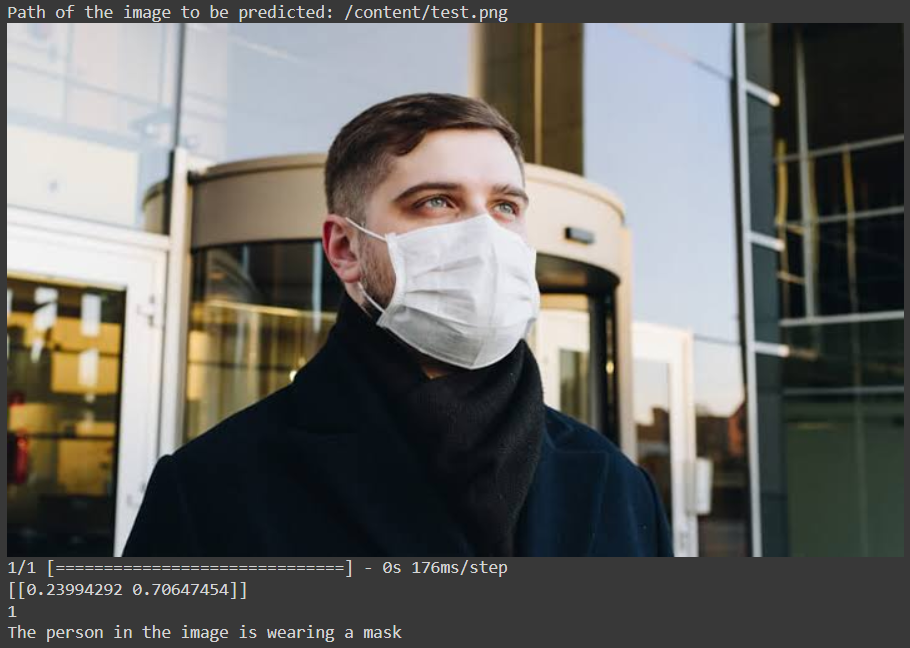 Path of the image to be predicted: /content/test.png
1/1 [==============================] - 0s 176ms/step
[[0.23994292 0.70647454]]
1
The person in the image is wearing a mask